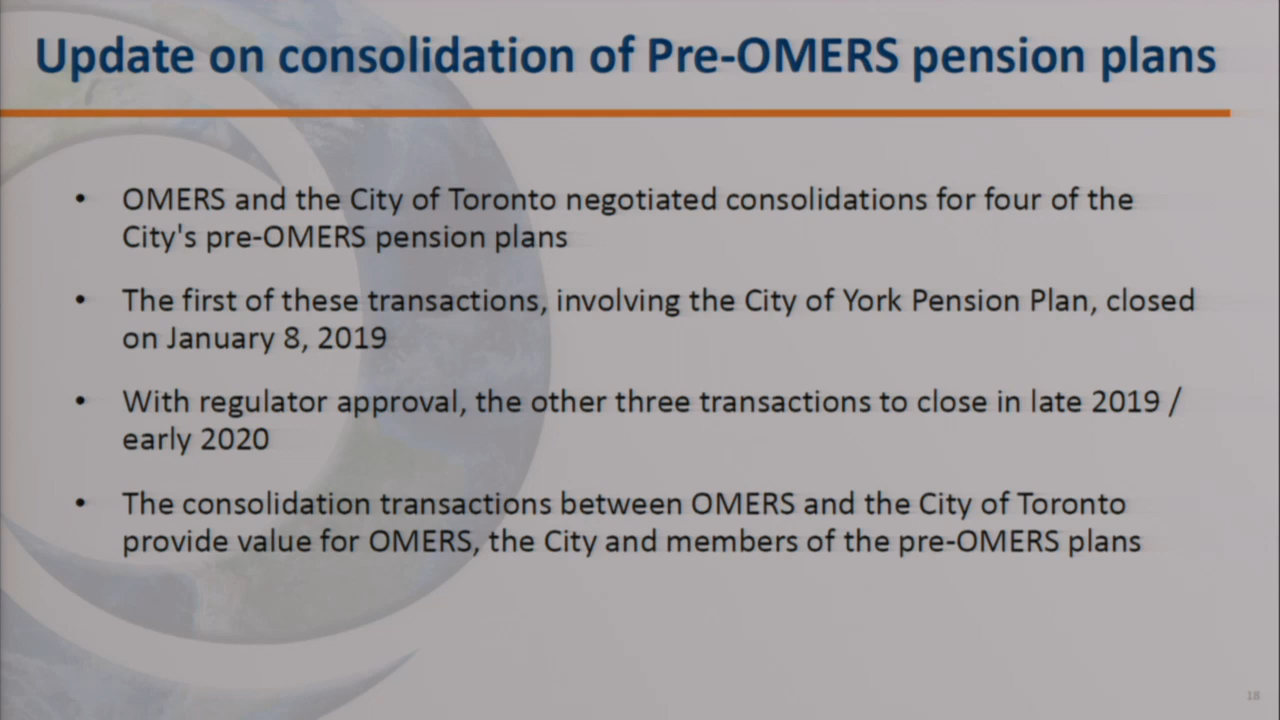 Update on consolidation of Pre-OMERS pension plans
• OMERS and the City of Toronto negotiated consolidations for four of the
City's pre-OMERS pension plans
• The first of these transactions, involving the City of York Pension Plan, closed
on January 8, 2019
• With regulator approval, the other three transactions to close in late 2019 /
early 2020
• The consolidation transactions between OMERS and the City of Toronto
provide value for OMERS, the City and members of the pre-OMERS plans
18